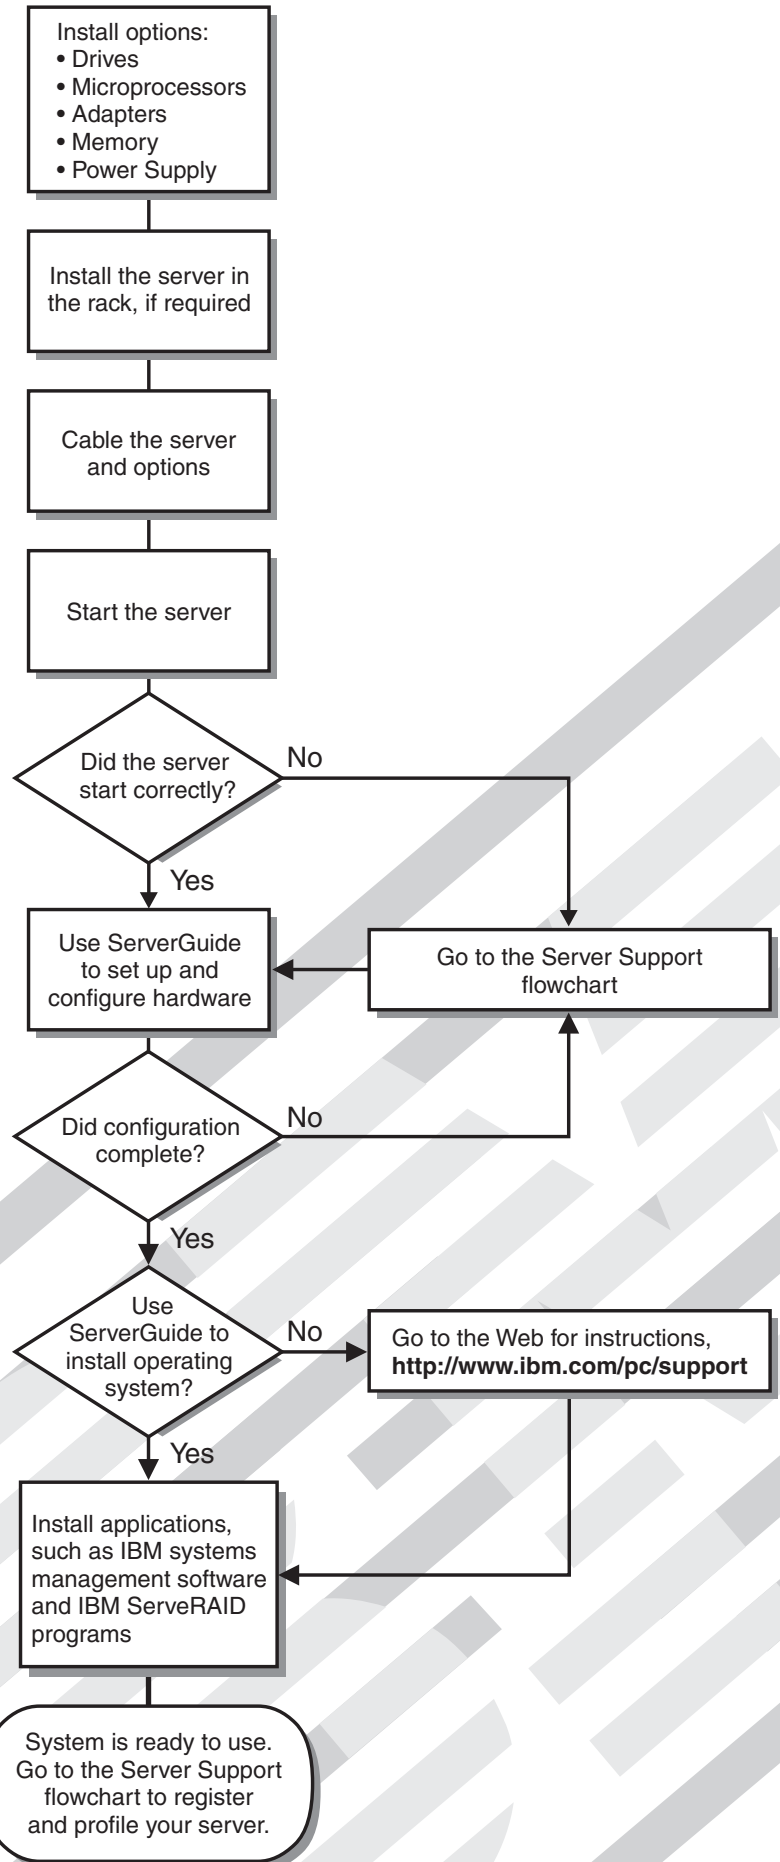 Install options:
• Drives
• Microprocessors
• Adapters
• Memory
• Power Supply
Install the server in
the rack, if required
Cable the server
and options
Start the server
Did the server
start correctly?
No
Yes
Use ServerGuide
to set up and
configure hardware
Go to the Server Support
flowchart
Did configuration
complete?
No
Yes
Use
ServerGuide to
install operating
system?
No
Go to the Web for instructions,
http://www.ibm.com/pc/support
Yes
Install applications,
such as IBM systems
management software
and IBM ServeRAID
programs
System is ready to use.
Go to the Server Support
flowchart to register
and profile your server.